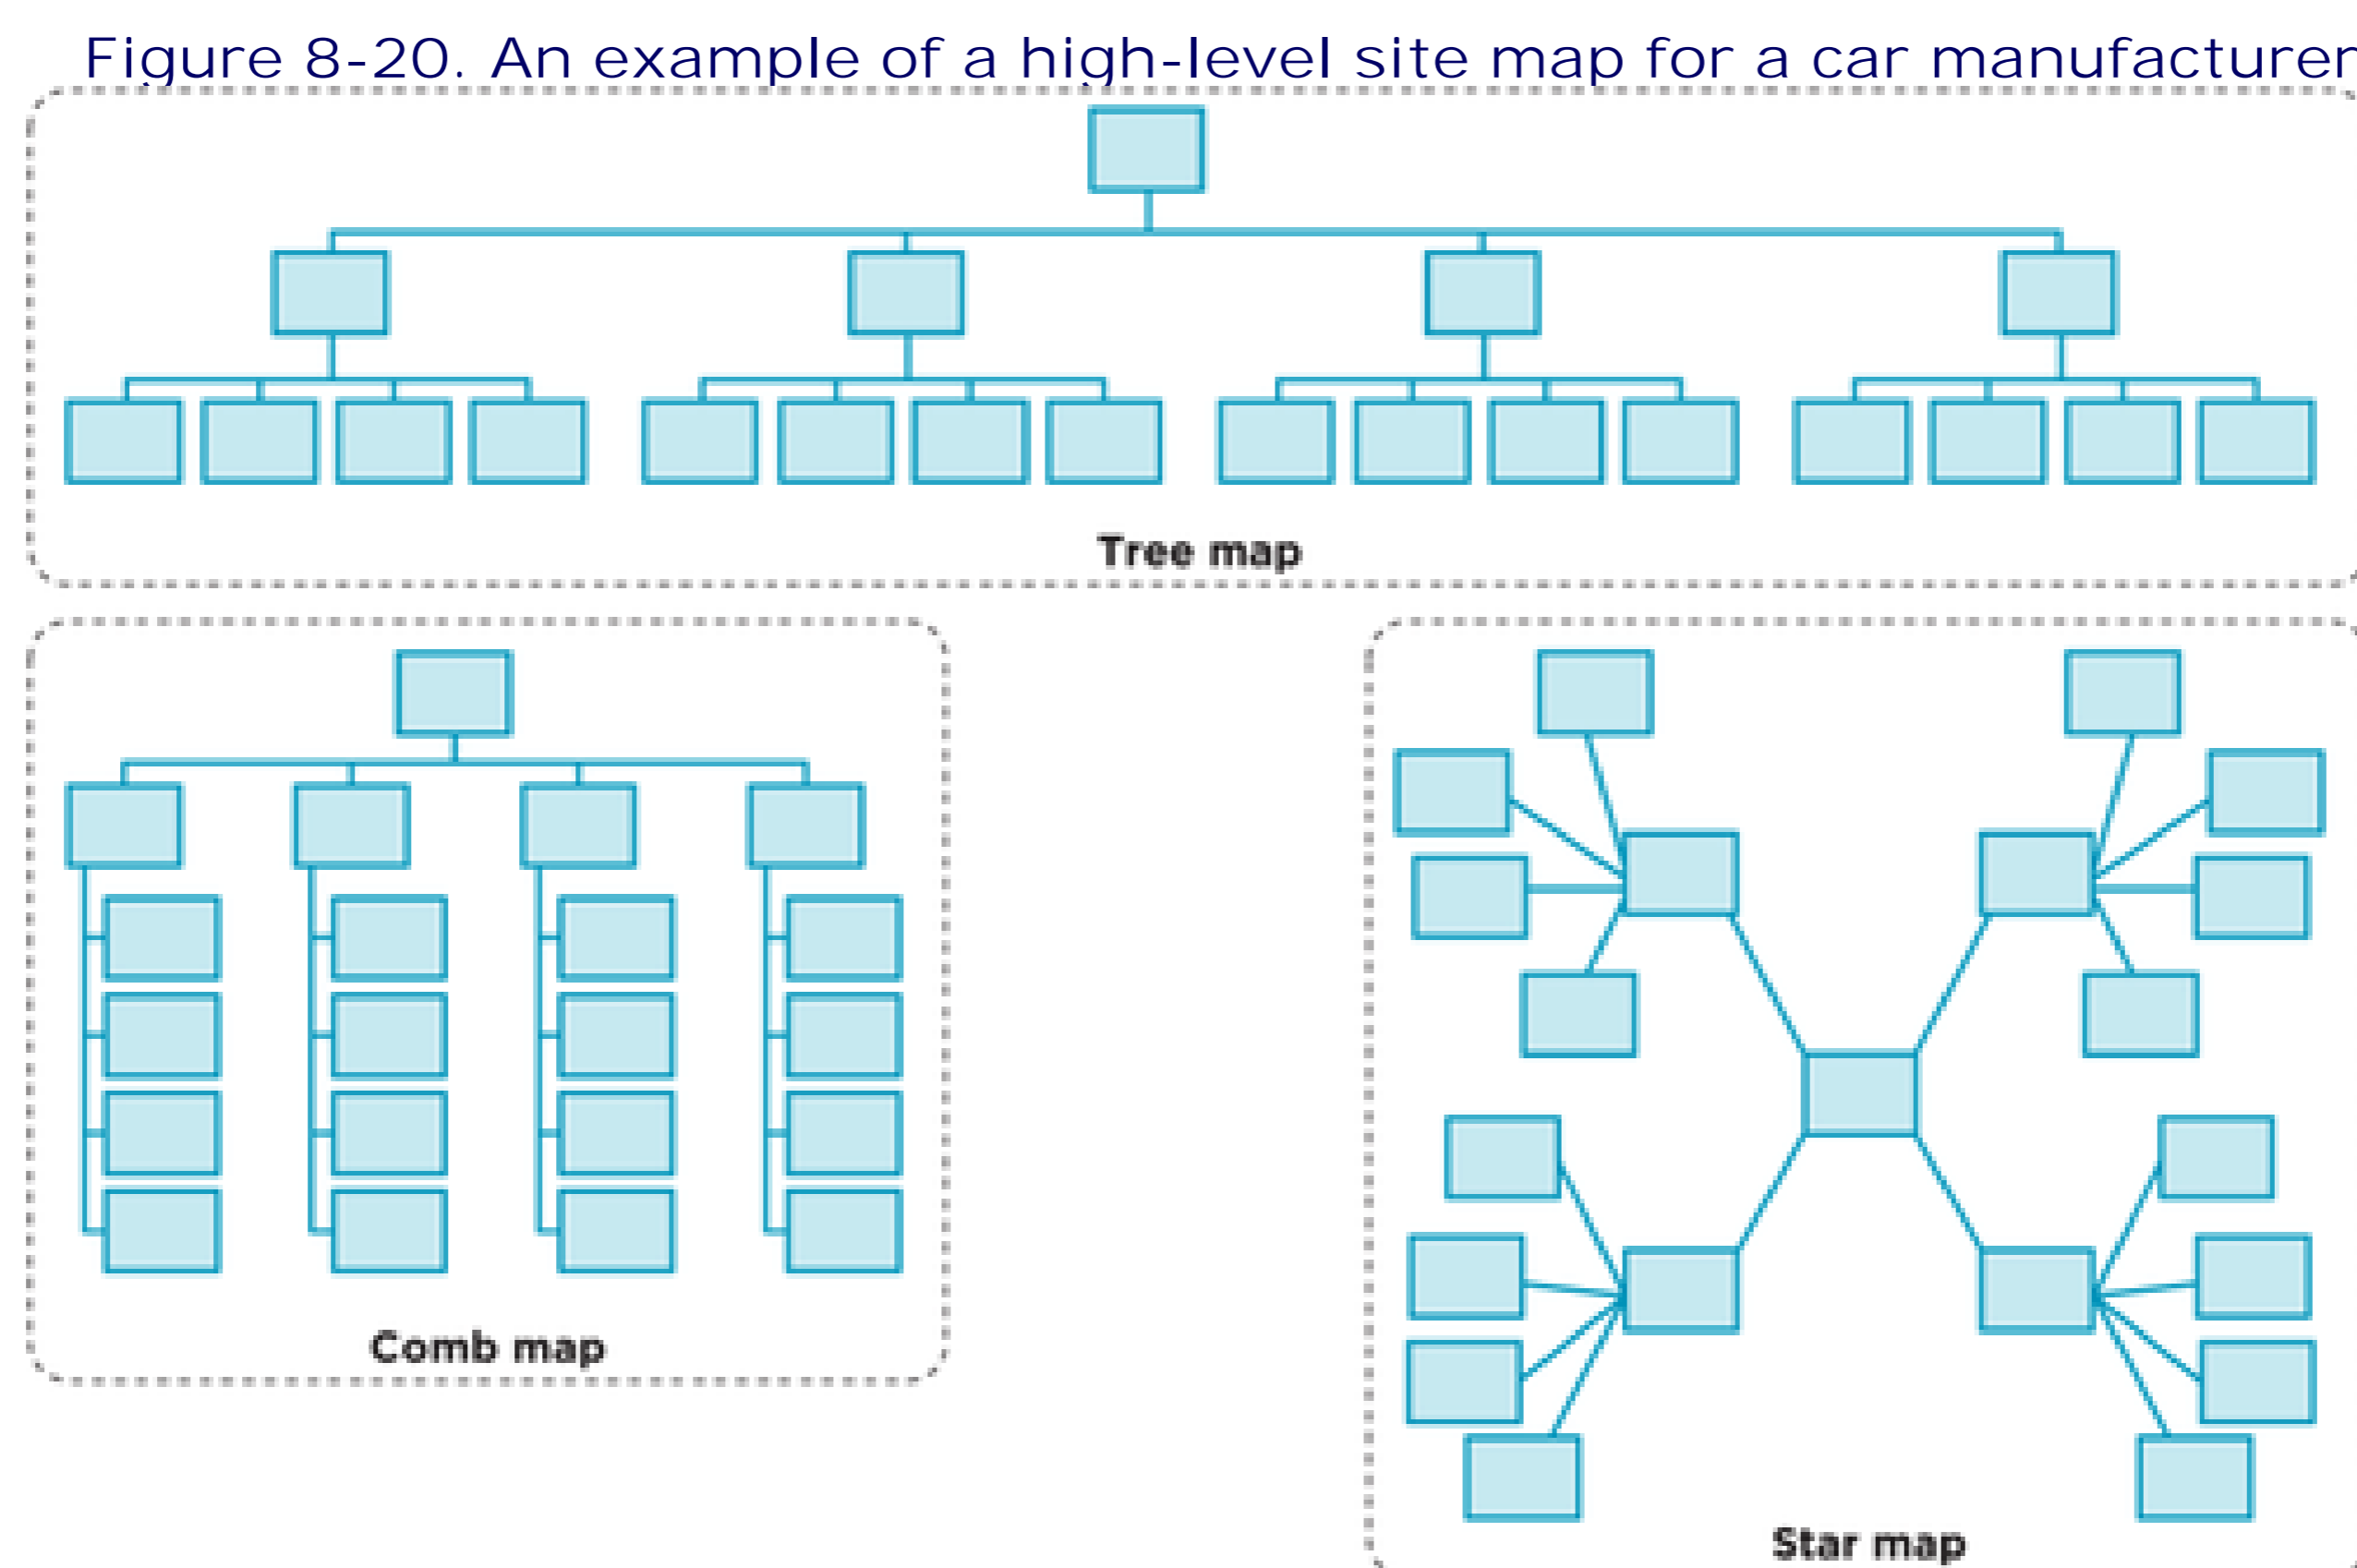 Figure 8-20. An example of a high-level site map for a car manufacturer
Tree map
Comb map
Star map